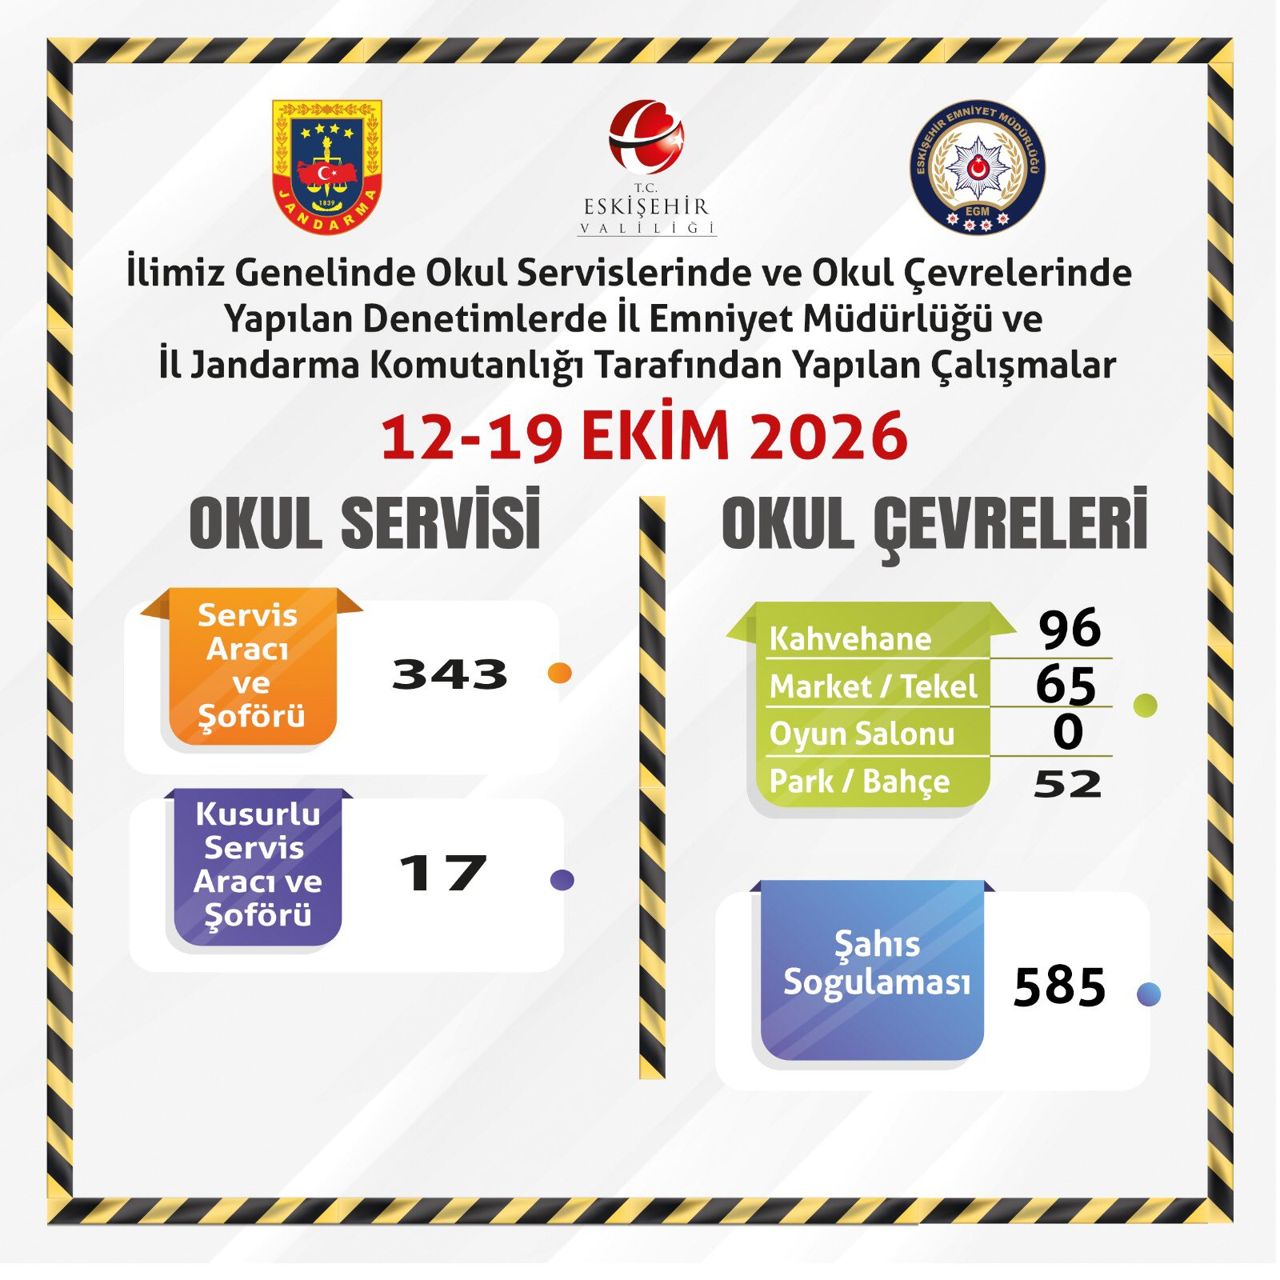 JANDARMA
1839
T.C.
ESKİŞEHİR
VALİLİĞİ
ESKİŞEHİR EMNİYET MÜDÜRLÜĞÜ
EGM
İlimiz Genelinde Okul Servislerinde ve Okul Çevrelerinde
Yapılan Denetimlerde İl Emniyet Müdürlüğü ve
İl Jandarma Komutanlığı Tarafından Yapılan Çalışmalar
12-19 EKİM 2026
OKUL SERVİSİ
Servis
Aracı
ve
Şoförü
343
Kusurlu
Servis
Aracı ve
Şoförü
17
OKUL ÇEVRELERİ
Kahvehane 96
Market / Tekel 65
Oyun Salonu 0
Park / Bahçe 52
Şahıs
Sogulaması
585